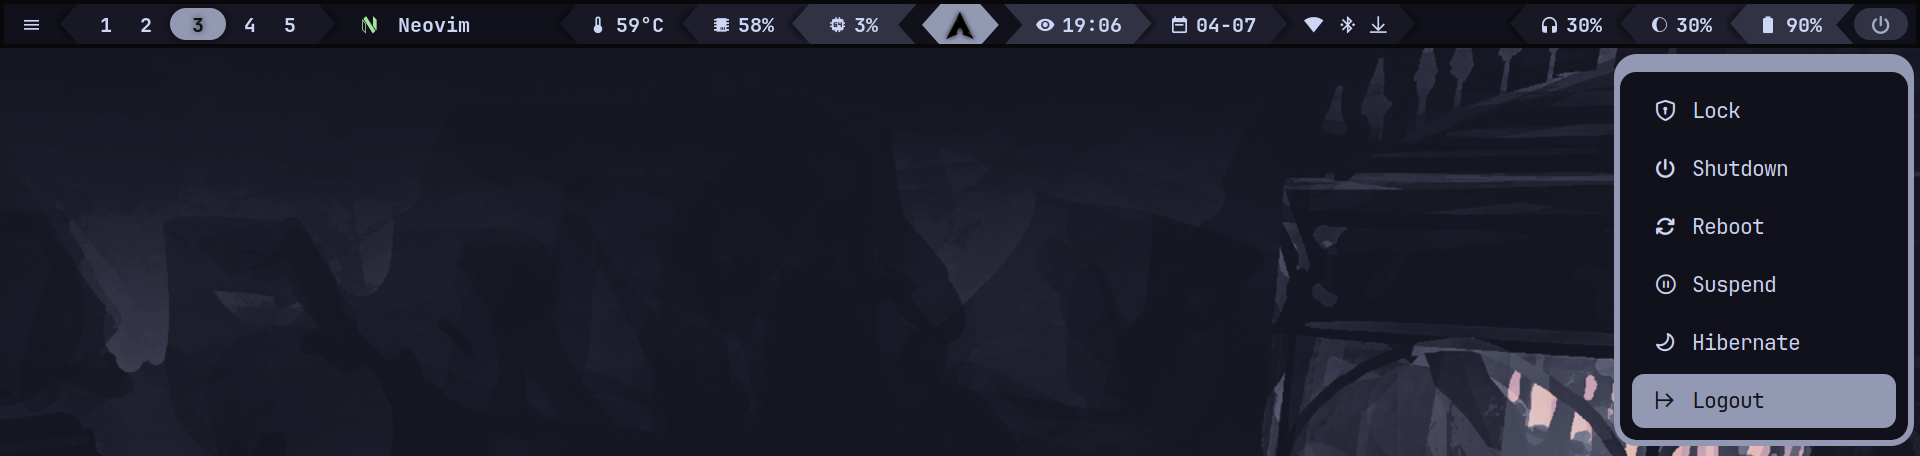 1 2 3 4 5 Neovim 59°C 58% 3% 19:06 04-07 30% 30% 90%
Lock
Shutdown
Reboot
Suspend
Hibernate
Logout